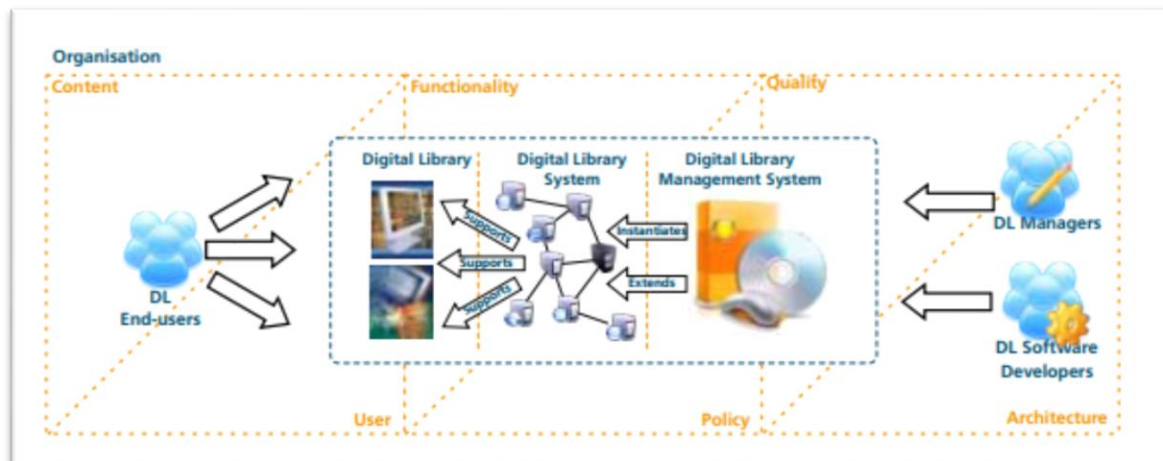 Organisation
Content
Functionality
Quality
Digital Library
Digital Library
System
Digital Library
Management System
Supports
Supports
Supports
Instantiates
Extends
DL
End-users
DL Managers
DL Software
Developers
User
Policy
Architecture